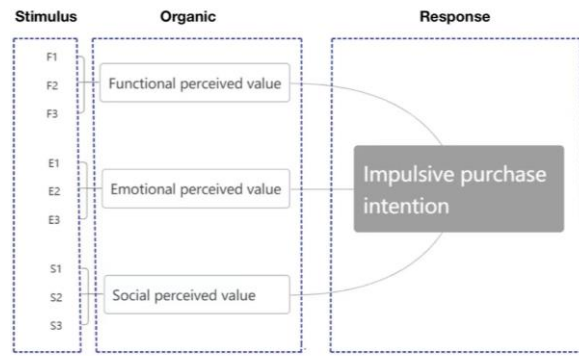 Stimulus Organic Response
F1
F2
F3
Functional perceived value
E1
E2
E3
Emotional perceived value
S1
S2
S3
Social perceived value
Impulsive purchase
intention